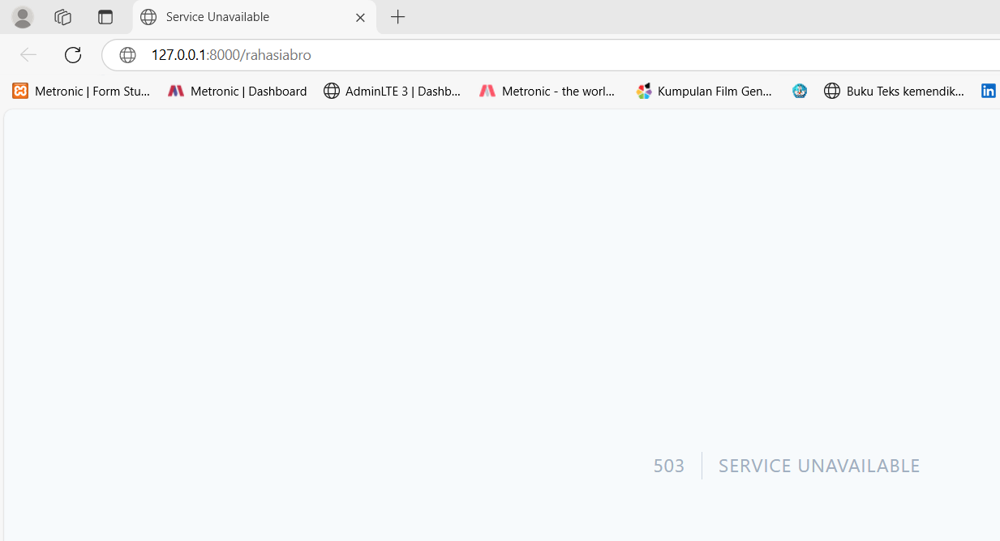 Service Unavailable
127.0.0.1:8000/rahasiabro
Metronic | Form Stu... Metronic | Dashboard AdminLTE 3 | Dashb... Metronic - the worl... Kumpulan Film Gen... Buku Teks kemendik... in
503 SERVICE UNAVAILABLE